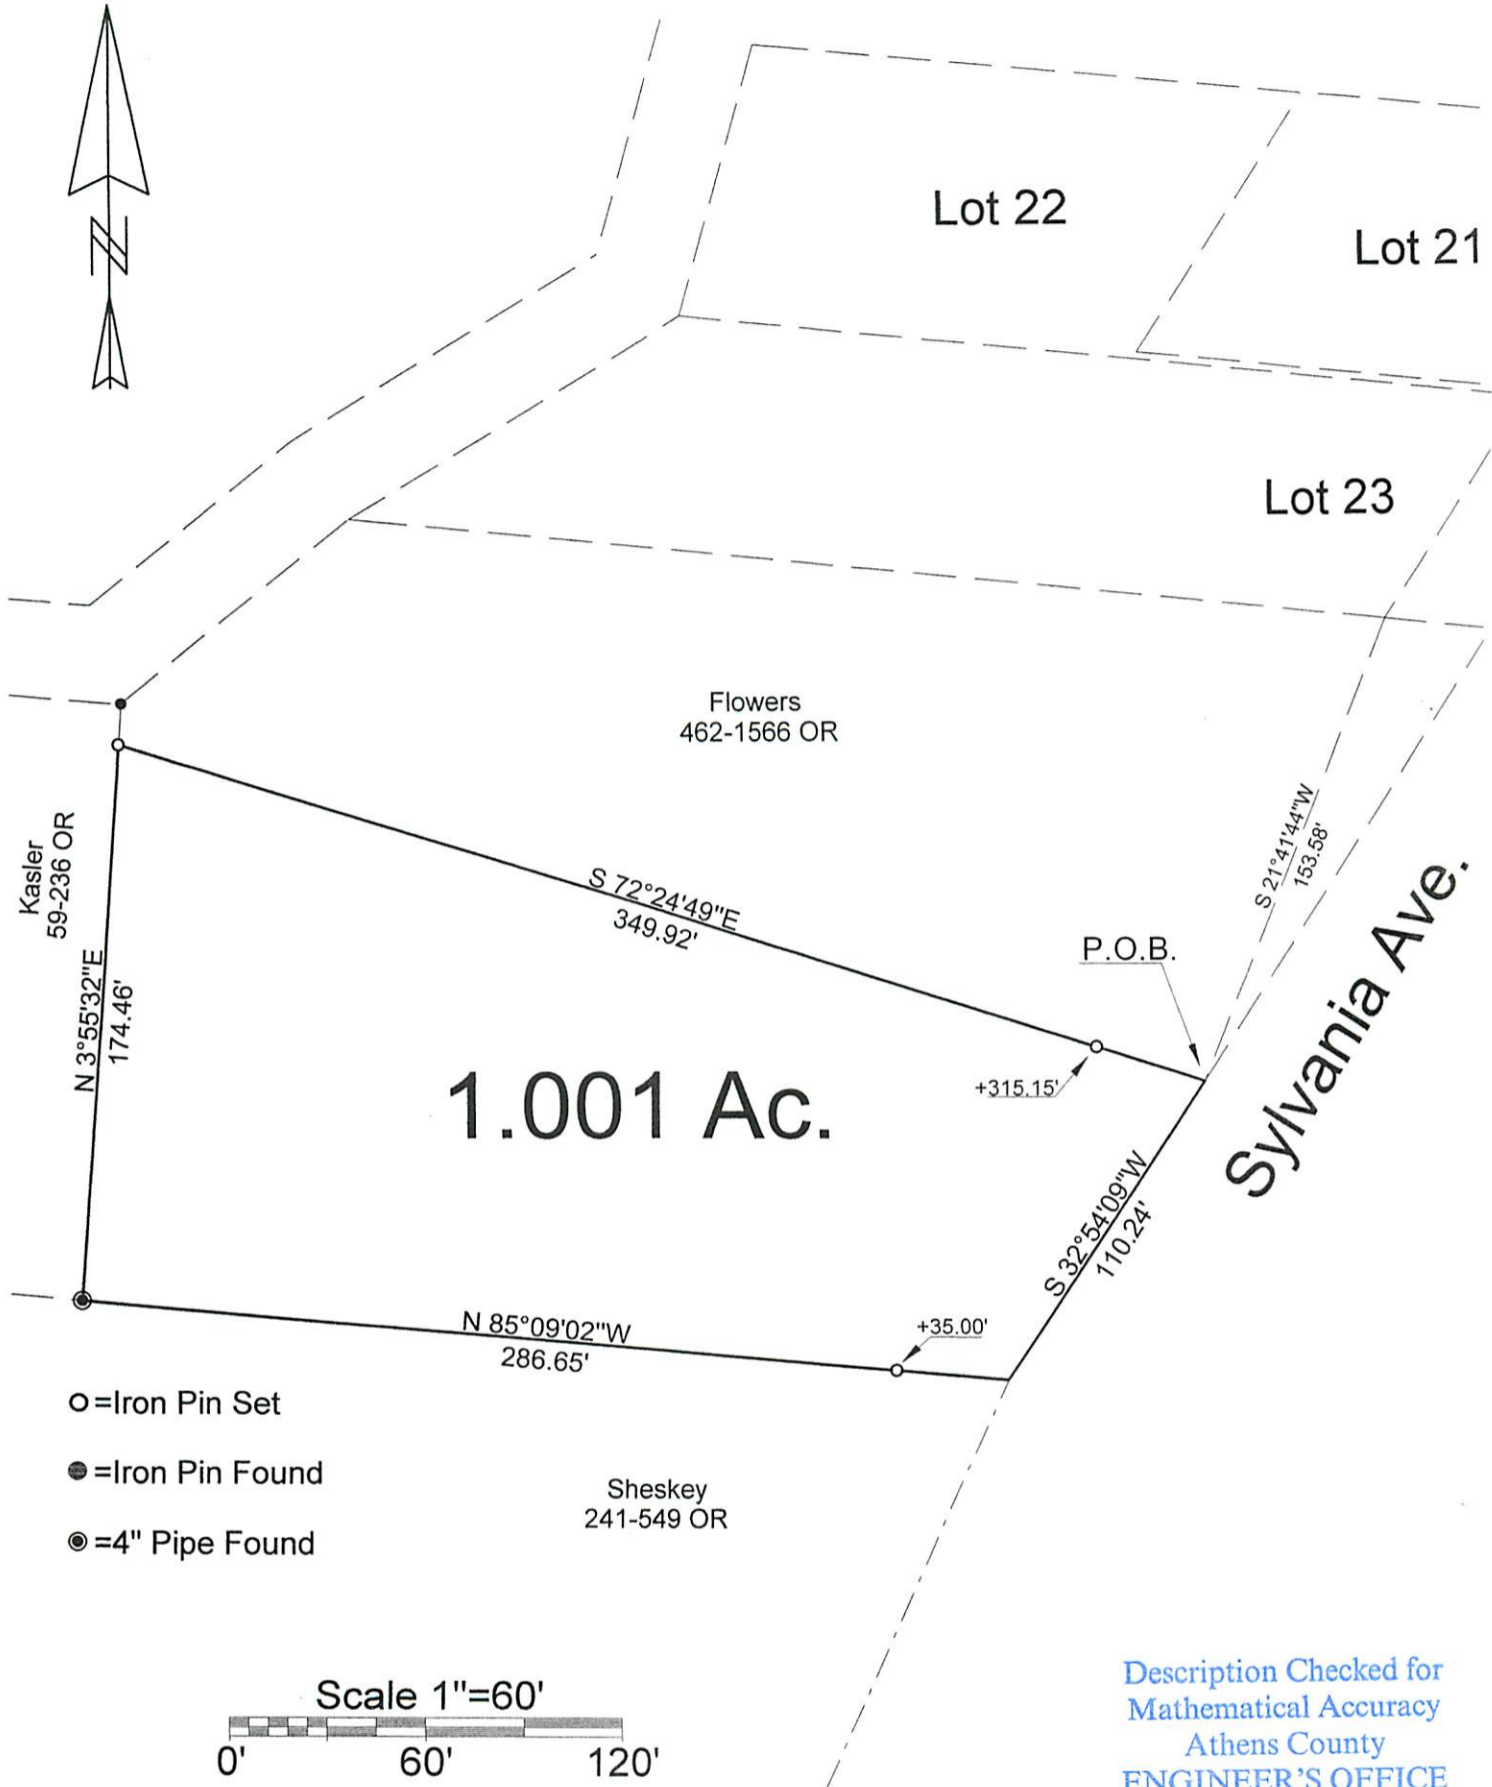 N
Lot 22
Lot 21
Lot 23
Flowers
462-1566 OR
Kasler
59-236 OR
S 21°41'44"W
153.58'
S 72°24'49"E
349.92'
P.O.B.
Sylvania Ave.
N 3°55'32"E
174.46'
+315.15'
1.001 Ac.
S 32°54'09"W
110.24'
N 85°09'02"W
286.65'
+35.00'
=Iron Pin Set
=Iron Pin Found
=4" Pipe Found
Sheskey
241-549 OR
Scale 1"=60'
0' 60' 120'
Description Checked for
Mathematical Accuracy
Athens County
ENGINEER'S OFFICE